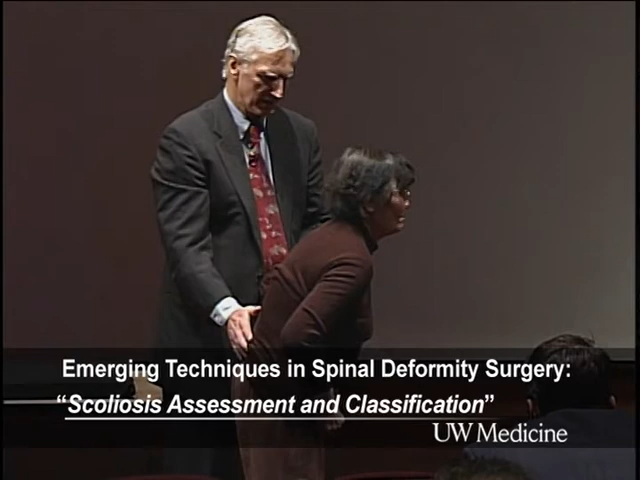 Emerging Techniques in Spinal Deformity Surgery:
“Scoliosis Assessment and Classification”
UW Medicine